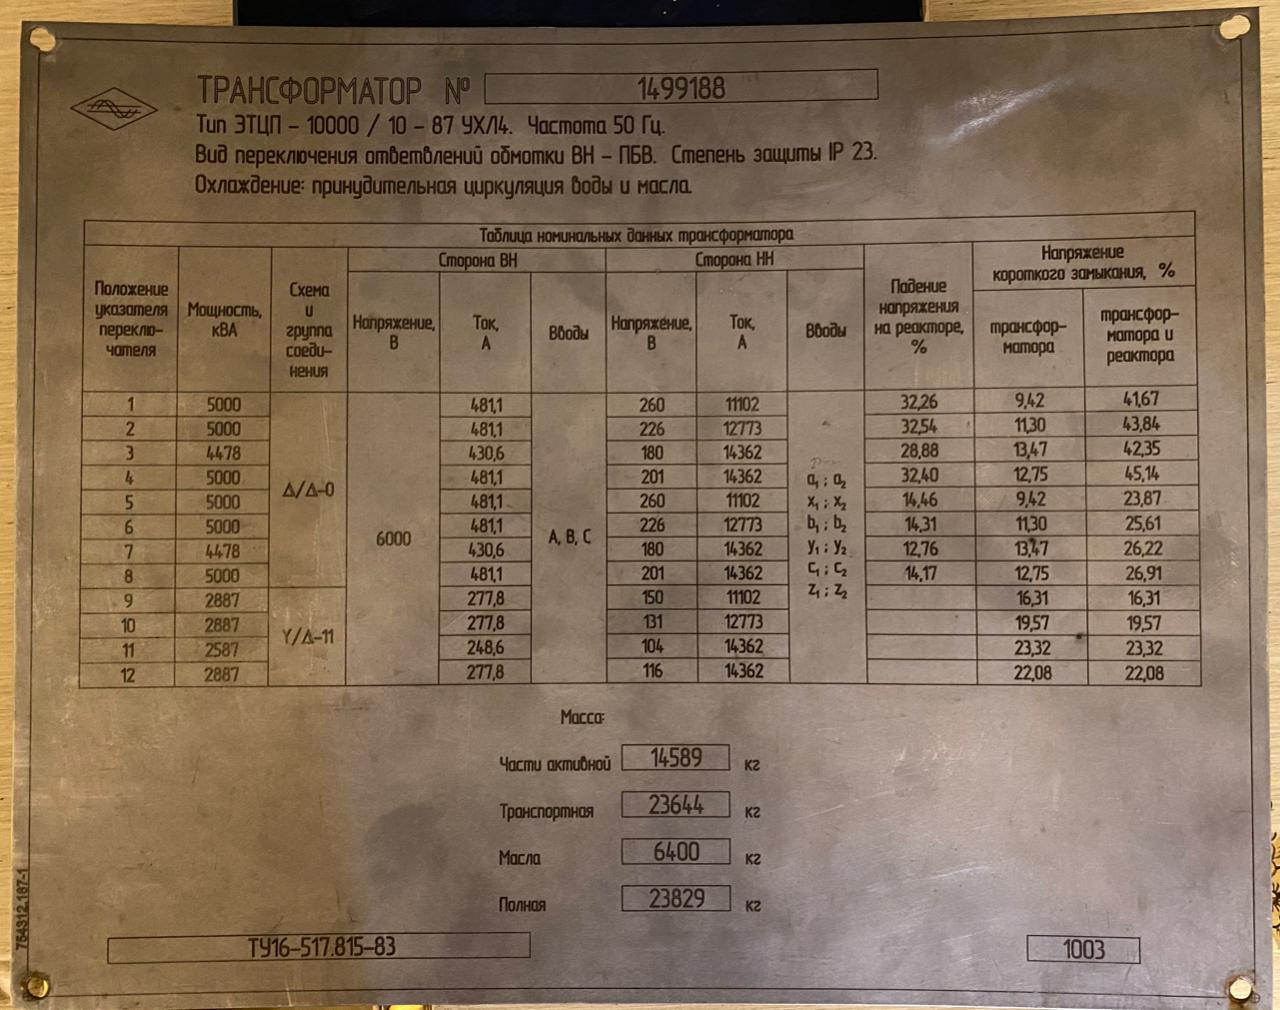 ТРАНСФОРМАТОР № 1499188
Тип ЭТЦП – 10000 / 10 – 87 УХЛ4. Частота 50 Гц.
Вид переключения ответвлений обмотки ВН – ПБВ. Степень защиты IP 23.
Охлаждение: принудительная циркуляция воды и масла.
Таблица номинальных данных трансформатора
Положение указателя переклю-чателя Мощность, кВА Схема и группа соеди-нения Сторона ВН Сторона НН Падение напряжения на реакторе, % Напряжение короткого замыкания, %
Напряжение, В Ток, А Вводы Напряжение, В Ток, А Вводы трансфор-матора трансфор-матора и реактора
1 5000 481,1 260 11102 32,26 9,42 41,67
2 5000 481,1 226 12773 32,54 11,30 43,84
3 4478 430,6 180 14362 28,88 13,47 42,35
4 5000 481,1 201 14362 32,40 12,75 45,14
5 5000 481,1 260 11102 14,46 9,42 23,87
6 5000 481,1 226 12773 14,31 11,30 25,61
7 4478 430,6 180 14362 12,76 13,47 26,22
8 5000 481,1 201 14362 14,17 12,75 26,91
9 2887 277,8 150 11102 16,31 16,31
10 2887 277,8 131 12773 19,57 19,57
11 2587 248,6 104 14362 23,32 23,32
12 2887 277,8 116 14362 22,08 22,08
Δ/Δ–0
Y/Δ–11
6000
А, В, С
a₁ ; a₂
x₁ ; x₂
b₁ ; b₂
y₁ ; y₂
c₁ ; c₂
z₁ ; z₂
Масса:
Части активной 14589 кг
Транспортная 23644 кг
Масла 6400 кг
Полная 23829 кг
754312.187-1
ТУ16–517.815–83
1003